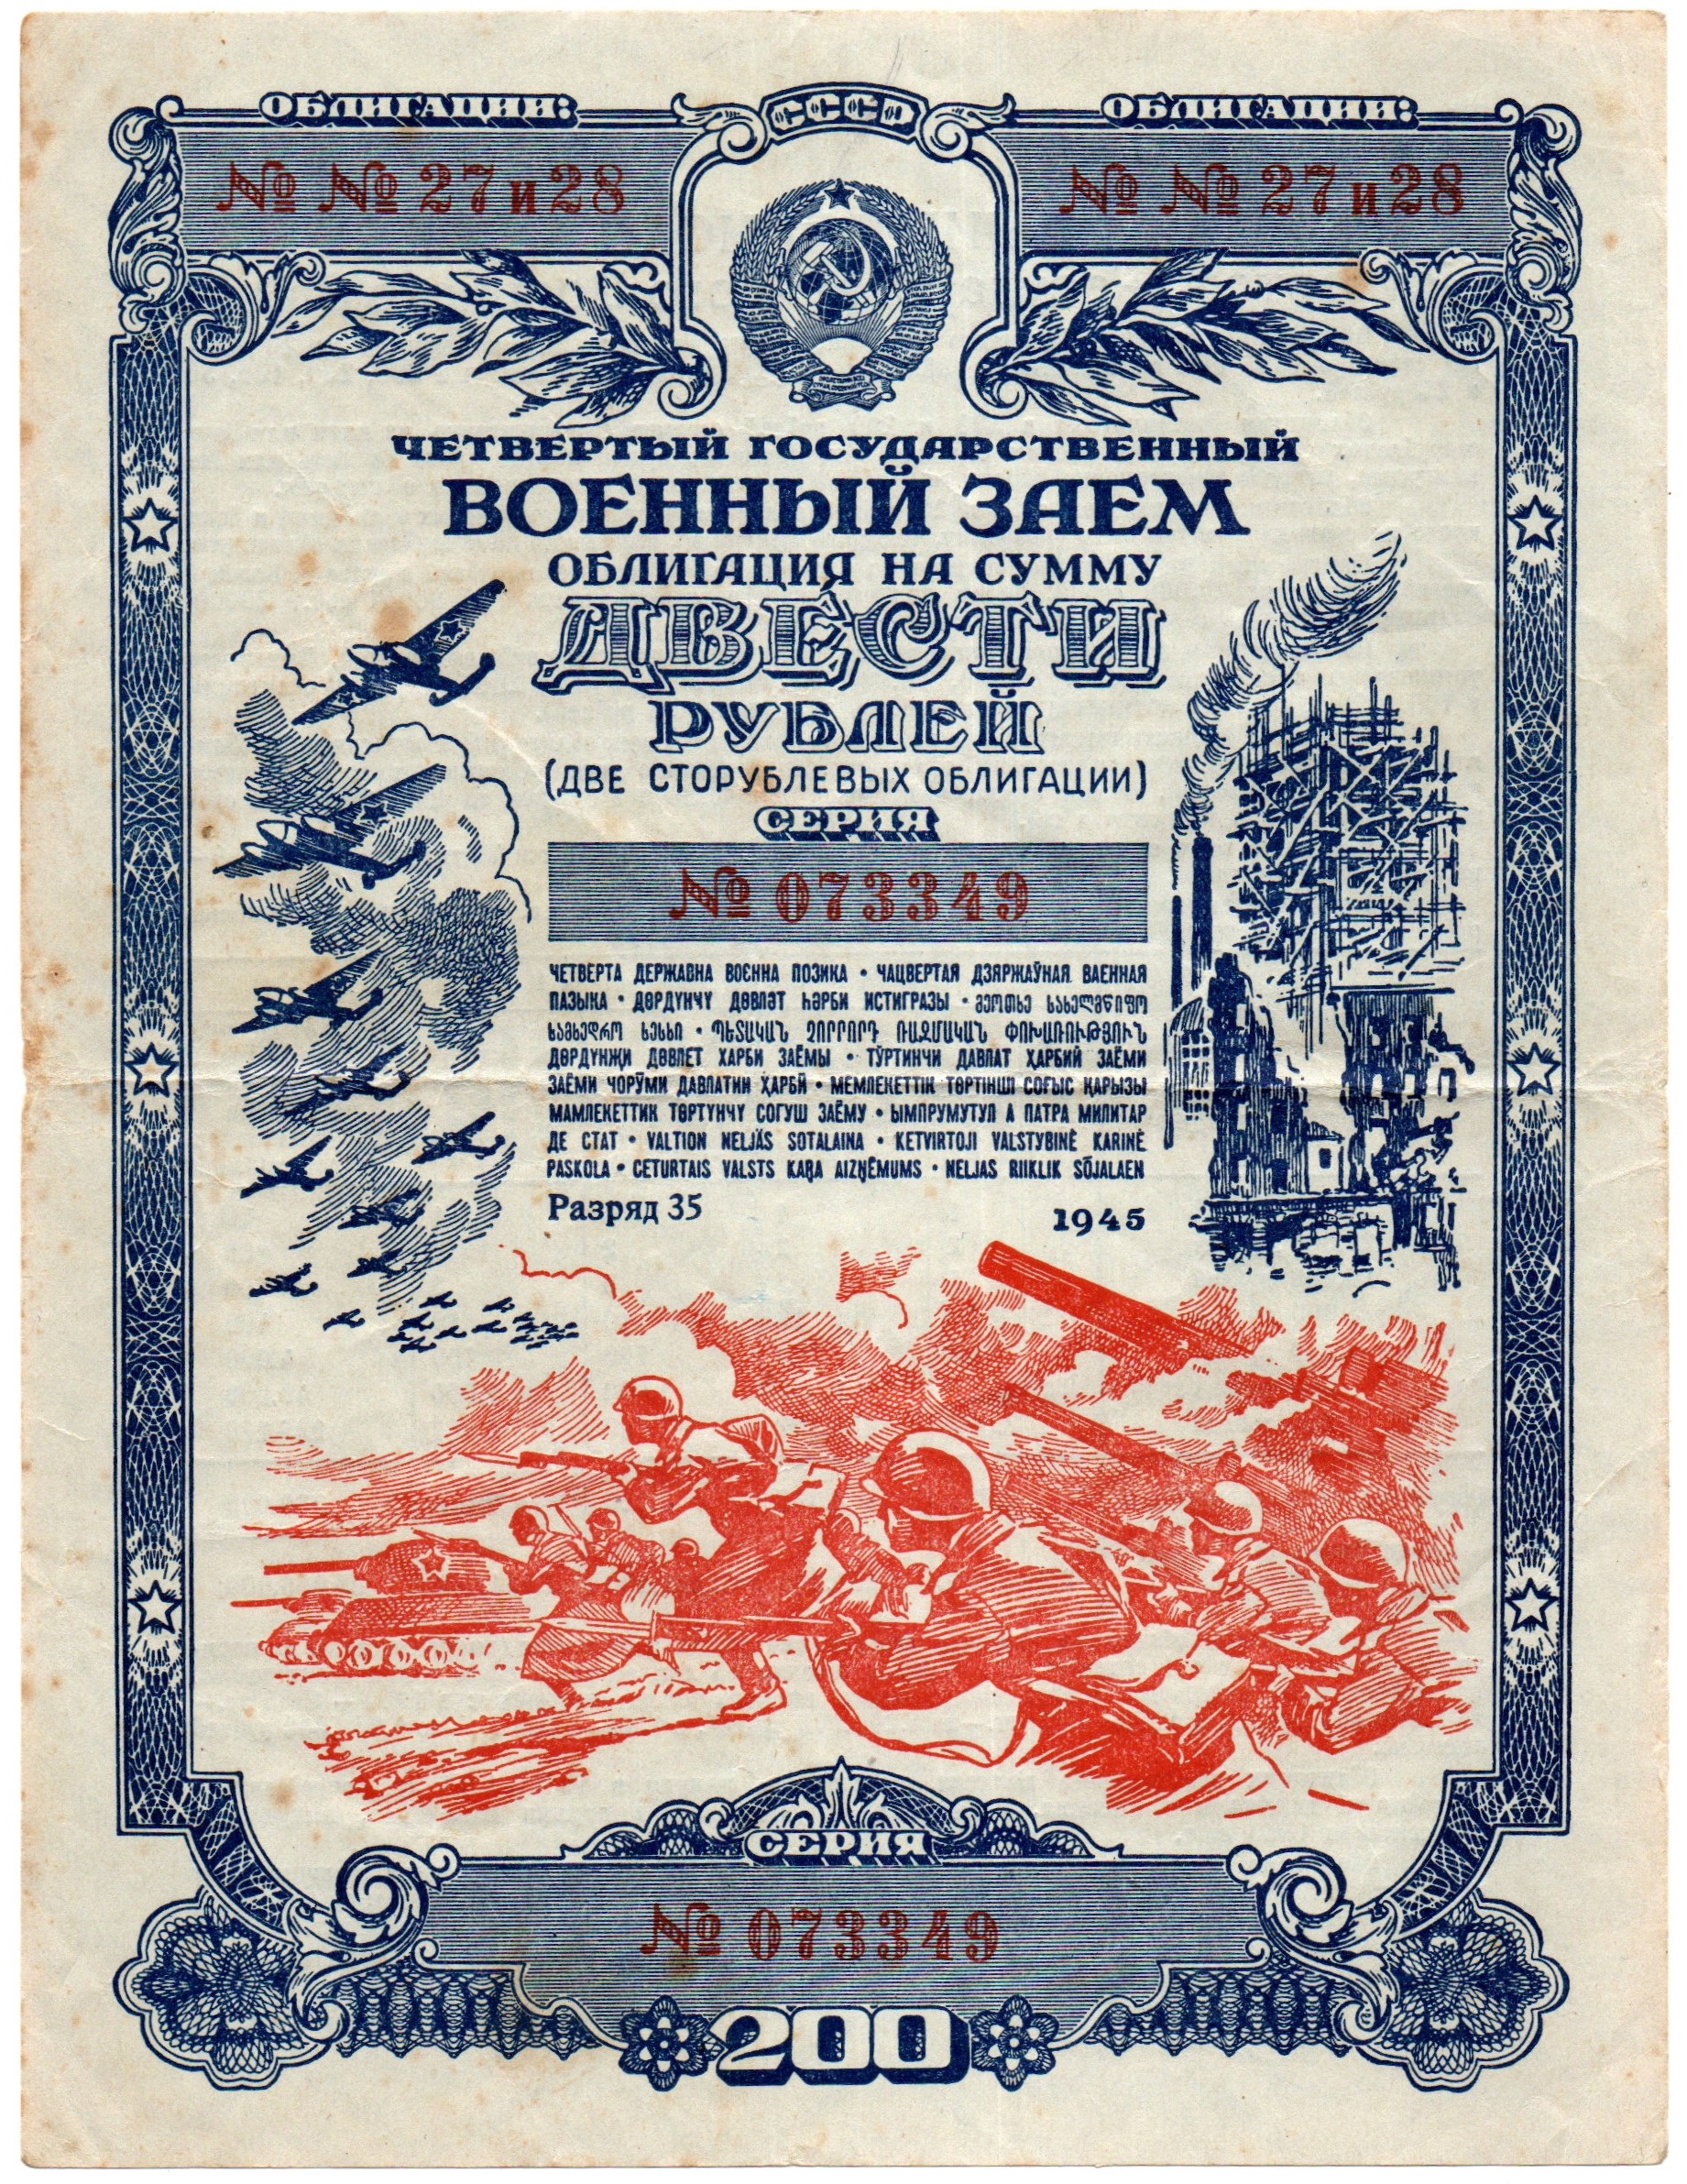 ОБЛИГАЦИИ: СССР ОБЛИГАЦИИ:
№ № 27 и 28 № № 27 и 28
ЧЕТВЕРТЫЙ ГОСУДАРСТВЕННЫЙ
ВОЕННЫЙ ЗАЕМ
ОБЛИГАЦИЯ НА СУММУ
ДВЕСТИ
РУБЛЕЙ
(ДВЕ СТОРУБЛЕВЫХ ОБЛИГАЦИИ)
СЕРИЯ
№ 073349
ЧЕТВЕРТА ДЕРЖАВНА ВОЄННА ПОЗИКА • ЧАЦВЕРТАЯ ДЗЯРЖАЎНАЯ ВАЕННАЯ
ПАЗЫКА • ДӨРДҮНЧҮ ДӨВЛӘТ ҺӘРБИ ИСТИГРАЗЫ • ᲛᲔᲝᲗᲮᲔ ᲡᲐᲮᲔᲚᲛᲬᲘᲤᲝ
ᲡᲐᲛᲮᲔᲓᲠᲝ ᲡᲔᲡᲮᲘ • ՊԵՏԱԿԱՆ ՉՈՐՐՈՐԴ ՌԱԶՄԱԿԱՆ ՓՈԽԱՌՈՒԹՅՈՒՆ
ДӨРДҮНҖИ ДӨВЛЕТ ХАРБИ ЗАЁМЫ • ТЎРТИНЧИ ДАВЛАТ ҲАРБИЙ ЗАЁМИ
ЗАЁМИ ЧОРӮМИ ДАВЛАТИИ ҲАРБӢ • МЕМЛЕКЕТТІК ТӨРТІНШІ СОҒЫС ҚАРЫЗЫ
МАМЛЕКЕТТИК ТӨРТҮНЧҮ СОГУШ ЗАЁМУ • ЫМПРУМУТУЛ А ПАТРА МИЛИТАР
ДЕ СТАТ • VALTION NELJÄS SOTALAINA • KETVIRTOJI VALSTYBINĖ KARINĖ
PASKOLA • CETURTAIS VALSTS KAŖA AIZŅĒMUMS • NELJAS RIIKLIK SÕJALAEN
Разряд 35 1945
СЕРИЯ
№ 073349
200